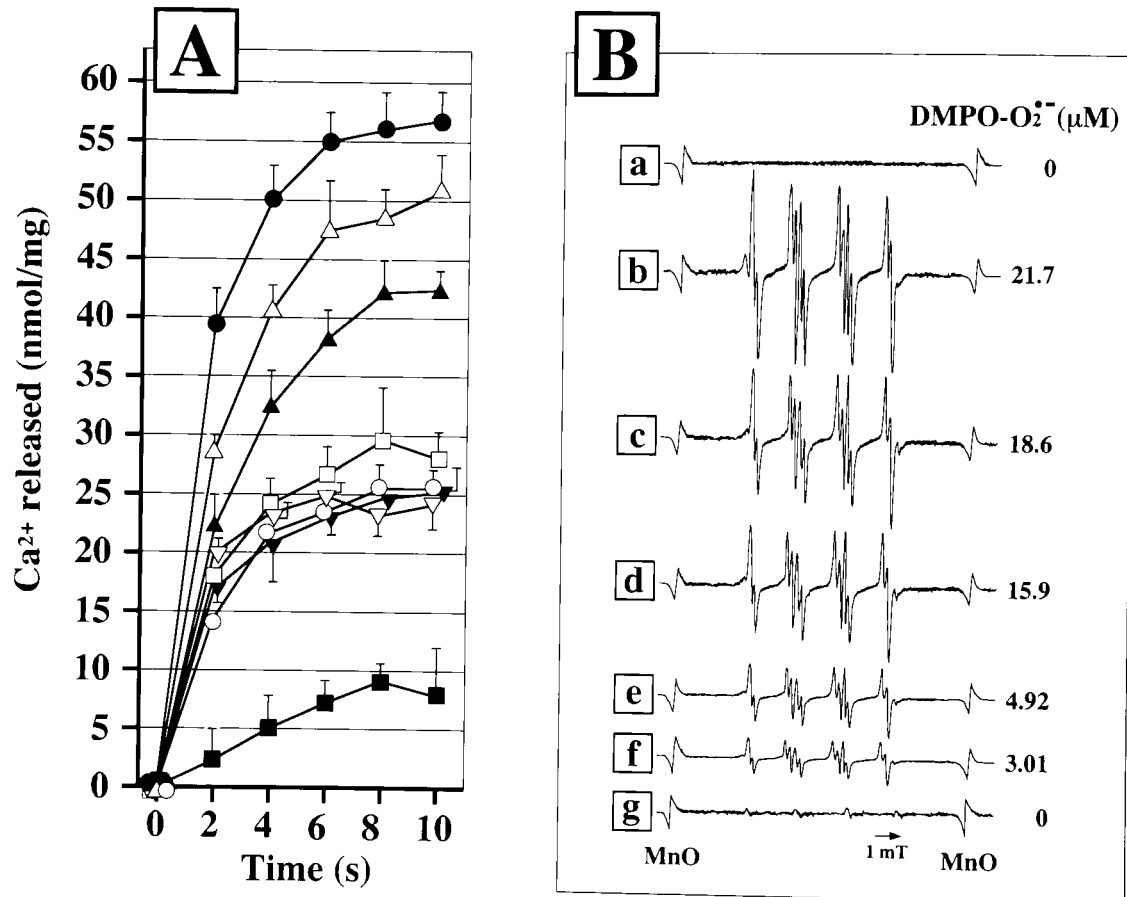 A
Ca²⁺ released (nmol/mg)
60
55
50
45
40
35
30
25
20
15
10
5
0
0 2 4 6 8 10
Time (s)
B
DMPO-O₂•⁻(μM)
a 0
b 21.7
c 18.6
d 15.9
e 4.92
f 3.01
g 0
1 mT
MnO MnO